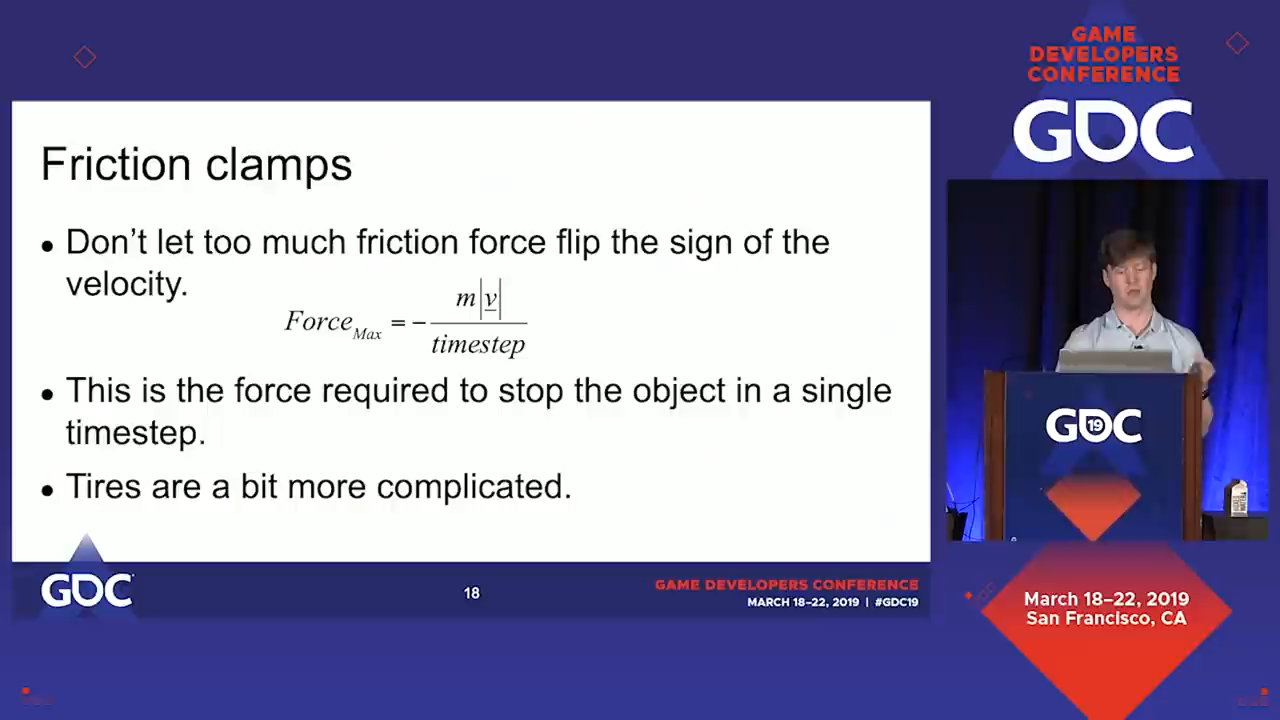 GAME
DEVELOPERS
CONFERENCE
GDC
Friction clamps
• Don’t let too much friction force flip the sign of the
velocity.
Force_Max = − m|v| / timestep
• This is the force required to stop the object in a single
timestep.
• Tires are a bit more complicated.
GDC
18
GAME DEVELOPERS CONFERENCE
MARCH 18–22, 2019 | #GDC19
GDC
19
March 18–22, 2019
San Francisco, CA